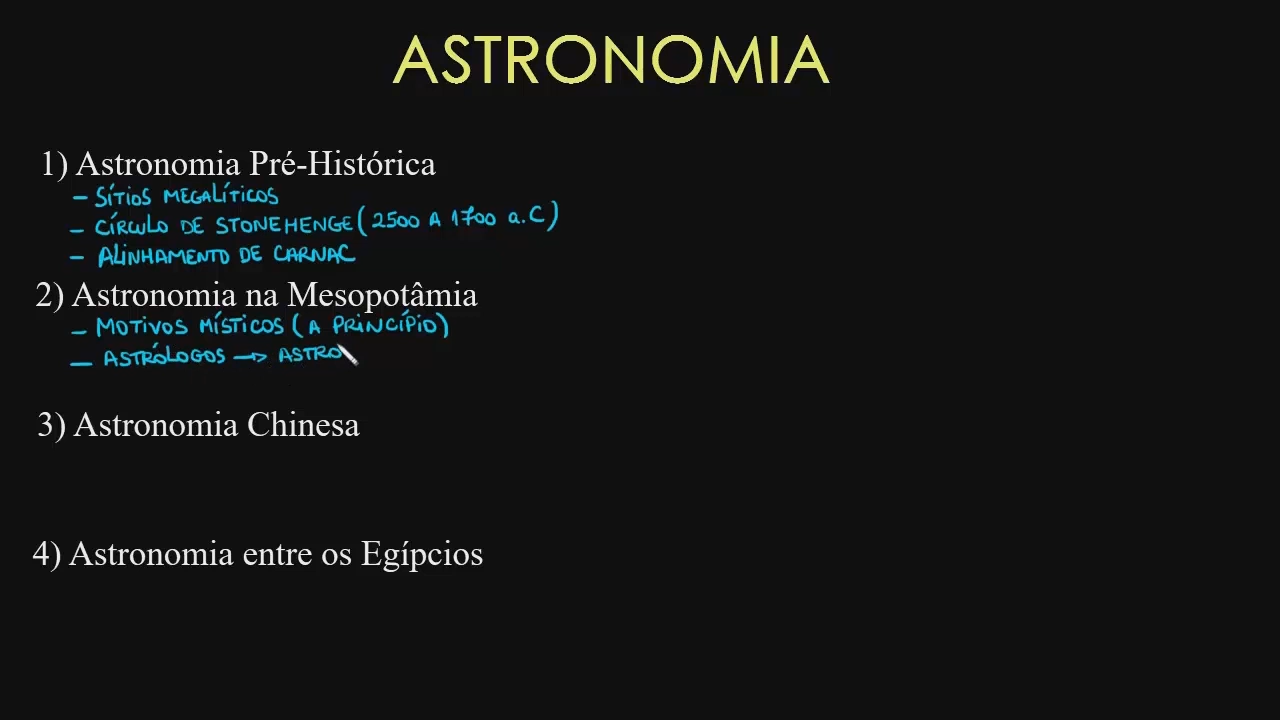 ASTRONOMIA
1) Astronomia Pré-Histórica
- SÍTIOS MEGALÍTICOS
- CÍRCULO DE STONEHENGE (2500 A 1700 a.C)
- ALINHAMENTO DE CARNAC
2) Astronomia na Mesopotâmia
- MOTIVOS MÍSTICOS (A PRINCÍPIO)
- ASTRÓLOGOS → ASTRO
3) Astronomia Chinesa
4) Astronomia entre os Egípcios